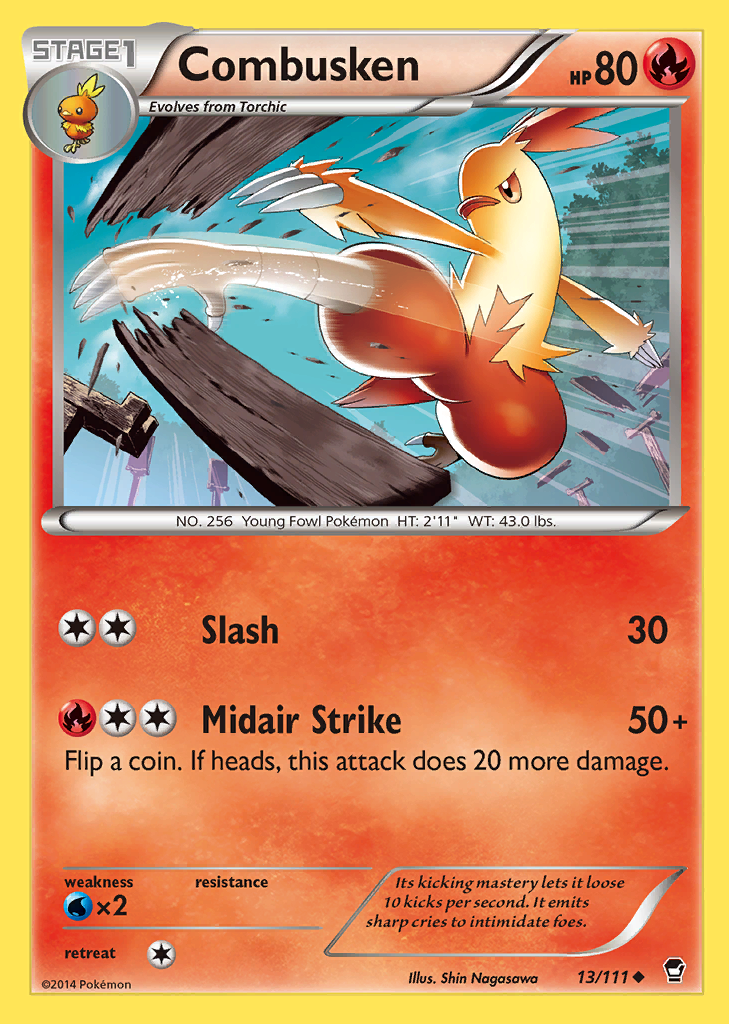 STAGE1
Combusken
HP 80
Evolves from Torchic
NO. 256 Young Fowl Pokémon HT: 2'11" WT: 43.0 lbs.
Slash 30
Midair Strike 50+
Flip a coin. If heads, this attack does 20 more damage.
weakness resistance
×2
Its kicking mastery lets it loose
10 kicks per second. It emits
sharp cries to intimidate foes.
retreat
©2014 Pokémon
Illus. Shin Nagasawa 13/111